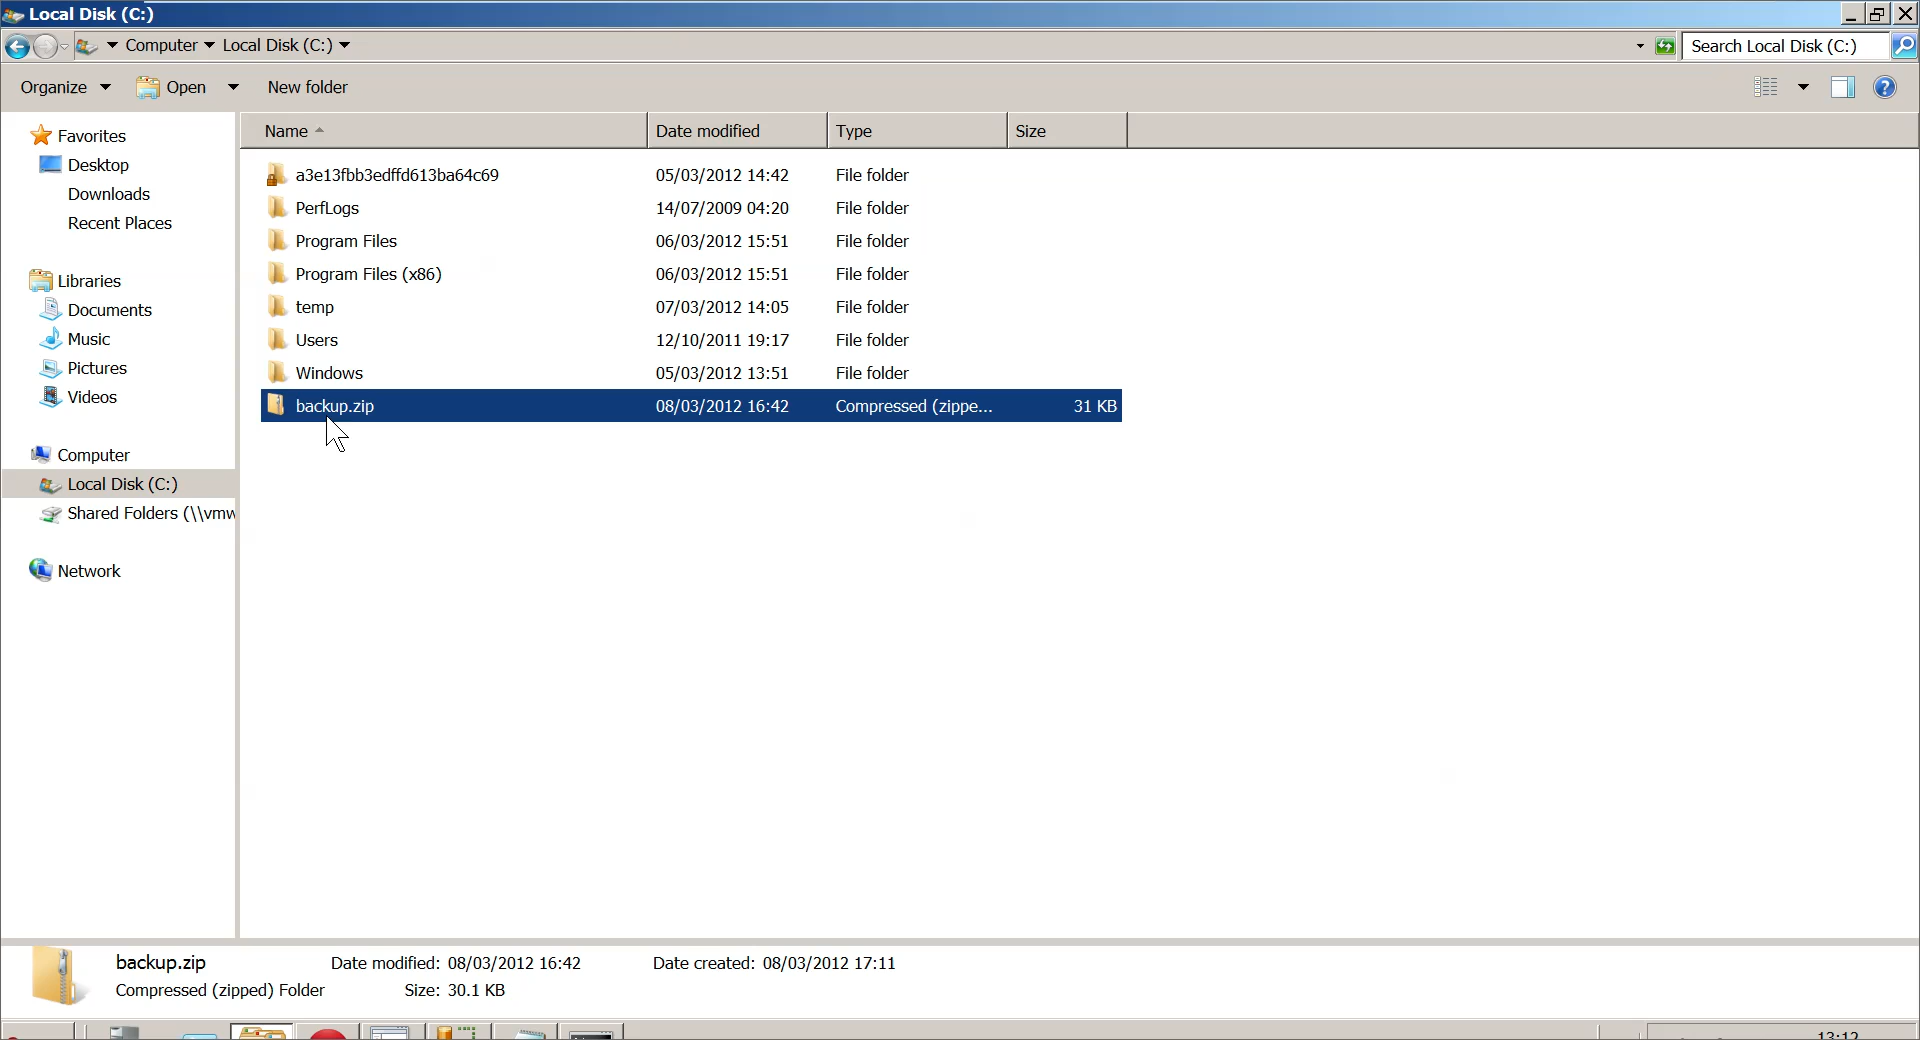 Local Disk (C:)
Computer Local Disk (C:)
Search Local Disk (C:)
Organize Open New folder
Favorites
Desktop
Downloads
Recent Places
Libraries
Documents
Music
Pictures
Videos
Computer
Local Disk (C:)
Shared Folders (\\vmw
Network
Name Date modified Type Size
a3e13fbb3edffd613ba64c69 05/03/2012 14:42 File folder
PerfLogs 14/07/2009 04:20 File folder
Program Files 06/03/2012 15:51 File folder
Program Files (x86) 06/03/2012 15:51 File folder
temp 07/03/2012 14:05 File folder
Users 12/10/2011 19:17 File folder
Windows 05/03/2012 13:51 File folder
backup.zip 08/03/2012 16:42 Compressed (zippe... 31 KB
backup.zip Date modified: 08/03/2012 16:42 Date created: 08/03/2012 17:11
Compressed (zipped) Folder Size: 30.1 KB
13:12